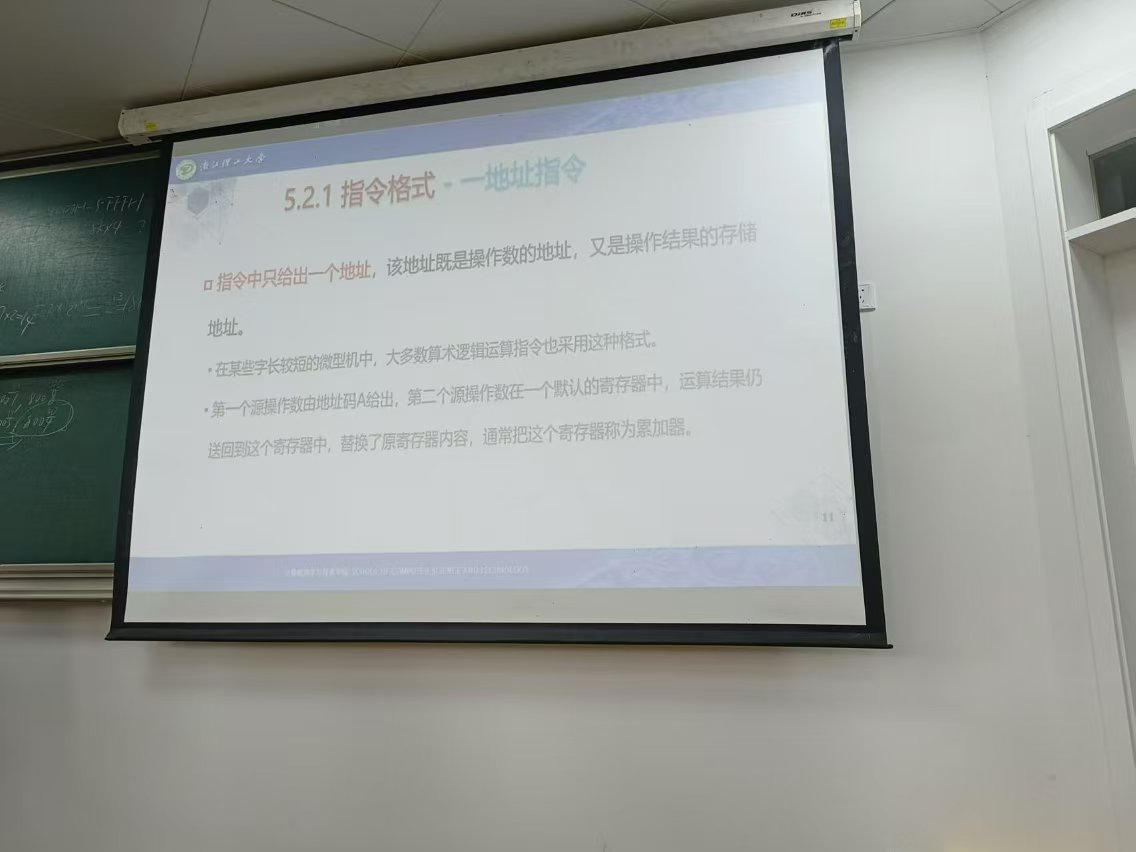 浙江理工大学
5.2.1 指令格式 - 一地址指令
指令中只给出一个地址，该地址既是操作数的地址，又是操作结果的存储
地址。
• 在某些字长较短的微型机中，大多数算术逻辑运算指令也采用这种格式。
• 第一个源操作数由地址码A给出，第二个源操作数在一个默认的寄存器中，运算结果仍
送回到这个寄存器中，替换了原寄存器内容，通常把这个寄存器称为累加器。
11
SCHOOL OF COMPUTER SCIENCE AND TECHNOLOGY